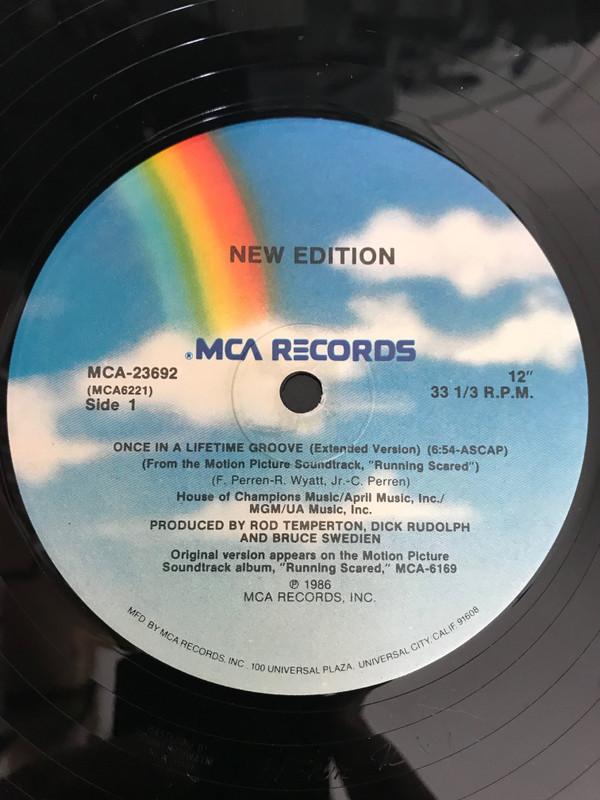 NEW EDITION
®MCA RECORDS
MCA-23692
(MCA6221)
Side 1
12"
33 1/3 R.P.M.
ONCE IN A LIFETIME GROOVE (Extended Version) (6:54-ASCAP)
(From the Motion Picture Soundtrack, "Running Scared")
(F. Perren-R. Wyatt, Jr.-C. Perren)
House of Champions Music/April Music, Inc./
MGM/UA Music, Inc.
PRODUCED BY ROD TEMPERTON, DICK RUDOLPH
AND BRUCE SWEDIEN
Original version appears on the Motion Picture
Soundtrack album, "Running Scared," MCA-6169
℗ 1986
MCA RECORDS, INC.
MFD BY MCA RECORDS, INC. 100 UNIVERSAL PLAZA, UNIVERSAL CITY, CALIF. 91608